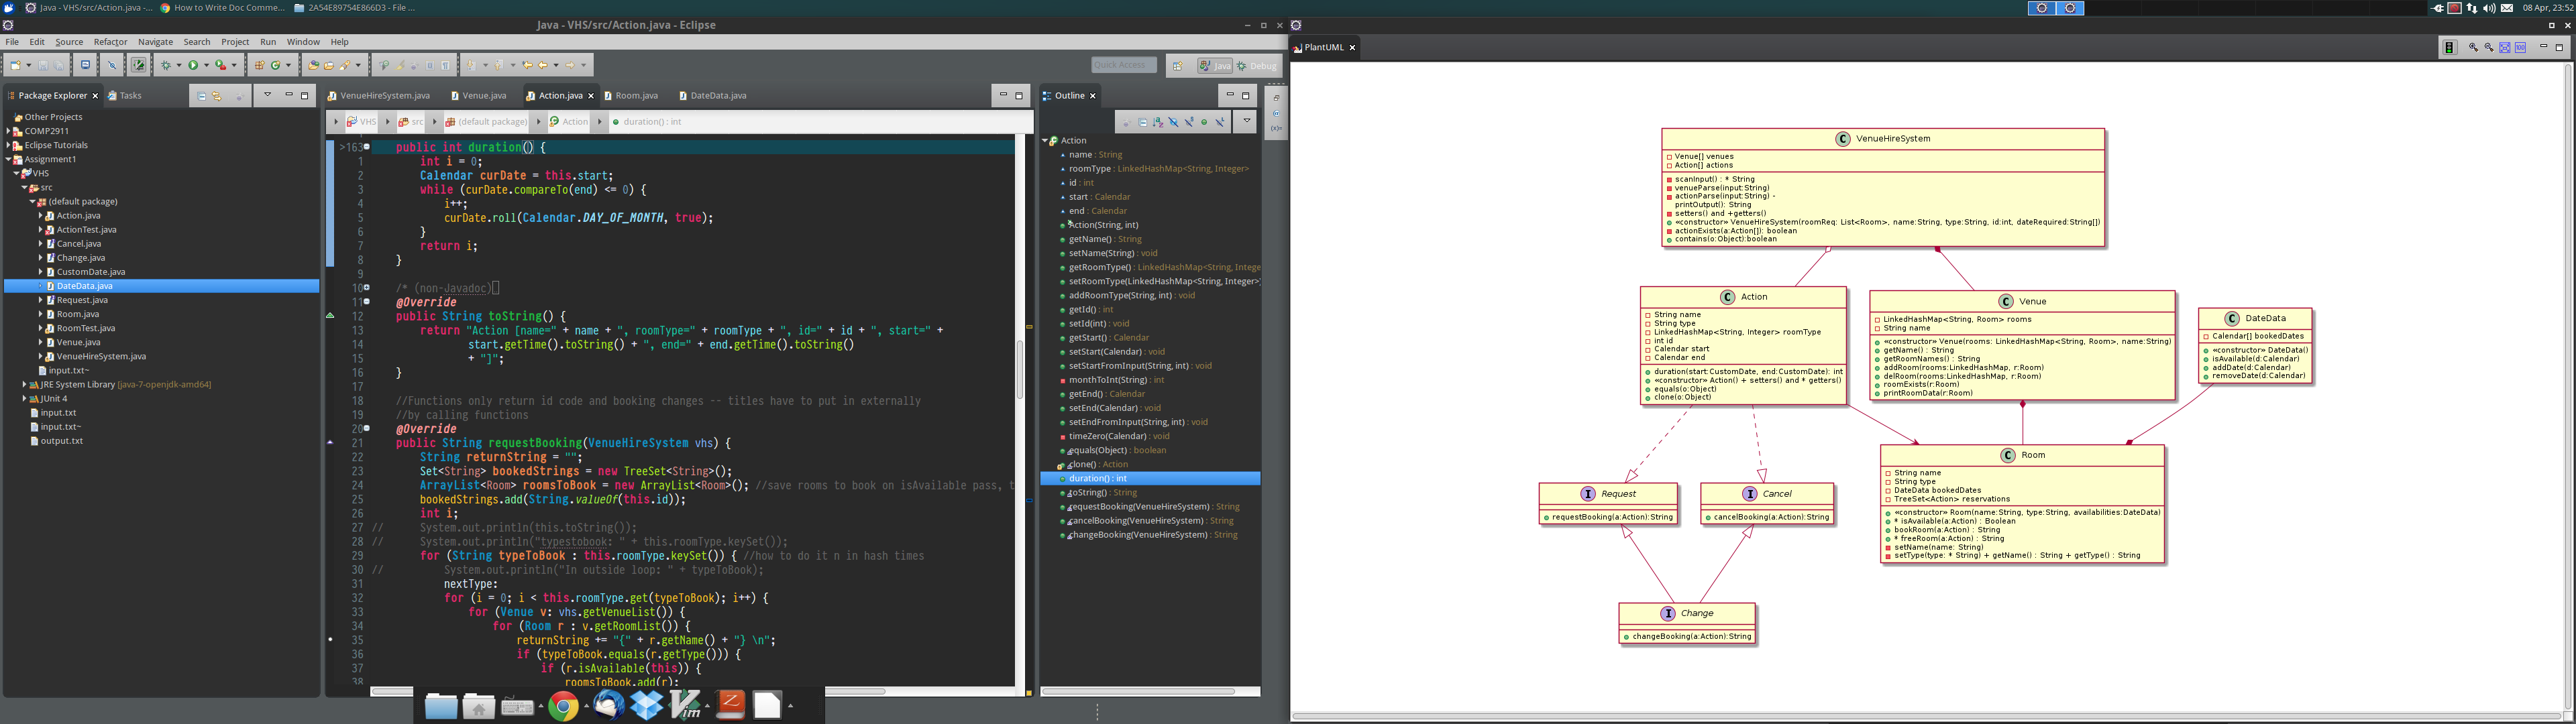 Java - VHS/src/Action.java -...
How to Write Doc Comme...
2A54E89754E866D3 - File ...
08 Apr, 23:52
Java - VHS/src/Action.java - Eclipse
File Edit Source Refactor Navigate Search Project Run Window Help
Quick Access
Java
Debug
Package Explorer
Tasks
Other Projects
COMP2911
Eclipse Tutorials
Assignment1
VHS
src
(default package)
Action.java
ActionTest.java
Cancel.java
Change.java
CustomDate.java
DateData.java
Request.java
Room.java
RoomTest.java
Venue.java
VenueHireSystem.java
input.txt~
JRE System Library [java-7-openjdk-amd64]
JUnit 4
input.txt
input.txt~
output.txt
VenueHireSystem.java
Venue.java
Action.java
Room.java
DateData.java
VHS
src
(default package)
Action
duration() : int
>163 public int duration() {
1 int i = 0;
2 Calendar curDate = this.start;
3 while (curDate.compareTo(end) <= 0) {
4 i++;
5 curDate.roll(Calendar.DAY_OF_MONTH, true);
6 }
7 return i;
8 }
9
10 /* (non-Javadoc)
11 @Override
12 public String toString() {
13 return "Action [name=" + name + ", roomType=" + roomType + ", id=" + id + ", start=" +
14 start.getTime().toString() + ", end=" + end.getTime().toString()
15 + "]";
16 }
17
18 //Functions only return id code and booking changes -- titles have to put in externally
19 //by calling functions
20 @Override
21 public String requestBooking(VenueHireSystem vhs) {
22 String returnString = "";
23 Set<String> bookedStrings = new TreeSet<String>();
24 ArrayList<Room> roomsToBook = new ArrayList<Room>(); //save rooms to book on isAvailable pass, t
25 bookedStrings.add(String.valueOf(this.id));
26 int i;
27 // System.out.println(this.toString());
28 // System.out.println("typestobook: " + this.roomType.keySet());
29 for (String typeToBook : this.roomType.keySet()) { //how to do it n in hash times
30 // System.out.println("In outside loop: " + typeToBook);
31 nextType:
32 for (i = 0; i < this.roomType.get(typeToBook); i++) {
33 for (Venue v: vhs.getVenueList()) {
34 for (Room r : v.getRoomList()) {
35 returnString += "{" + r.getName() + "} \n";
36 if (typeToBook.equals(r.getType())) {
37 if (r.isAvailable(this)) {
38 roomsToBook.add(r);
Outline
Action
name : String
roomType : LinkedHashMap<String, Integer>
id : int
start : Calendar
end : Calendar
Action(String, int)
getName() : String
setName(String) : void
getRoomType() : LinkedHashMap<String, Intege
setRoomType(LinkedHashMap<String, Integer>)
addRoomType(String, int) : void
getId() : int
setId(int) : void
getStart() : Calendar
setStart(Calendar) : void
setStartFromInput(String, int) : void
monthToInt(String) : int
getEnd() : Calendar
setEnd(Calendar) : void
setEndFromInput(String, int) : void
timeZero(Calendar) : void
equals(Object) : boolean
clone() : Action
duration() : int
toString() : String
requestBooking(VenueHireSystem) : String
cancelBooking(VenueHireSystem) : String
changeBooking(VenueHireSystem) : String
PlantUML
C VenueHireSystem
Venue[] venues
Action[] actions
scanInput() : * String
venueParse(input:String)
actionParse(input:String) -
printOutput(): String
setters() and +getters()
«constructor» VenueHireSystem(roomReq: List<Room>, name:String, type:String, id:int, dateRequired:String[])
actionExists(a:Action[]): boolean
contains(o:Object):boolean
C Action
String name
String type
LinkedHashMap<String, Integer> roomType
int id
Calendar start
Calendar end
duration(start:CustomDate, end:CustomDate): int
«constructor» Action() + setters() and * getters()
equals(o:Object)
clone(o:Object)
C Venue
LinkedHashMap<String, Room> rooms
String name
«constructor» Venue(rooms: LinkedHashMap<String, Room>, name:String)
getName() : String
getRoomNames() : String
addRoom(rooms:LinkedHashMap, r:Room)
delRoom(rooms:LinkedHashMap, r:Room)
roomExists(r:Room)
printRoomData(r:Room)
C DateData
Calendar[] bookedDates
«constructor» DateData()
isAvailable(d:Calendar)
addDate(d:Calendar)
removeDate(d:Calendar)
C Room
String name
String type
DateData bookedDates
TreeSet<Action> reservations
«constructor» Room(name:String, type:String, availabilities:DateData)
* isAvailable(a:Action) : Boolean
bookRoom(a:Action) : String
* freeRoom(a:Action) : String
setName(name: String)
setType(type: * String) + getName() : String + getType() : String
I Request
requestBooking(a:Action):String
I Cancel
cancelBooking(a:Action):String
I Change
changeBooking(a:Action):String